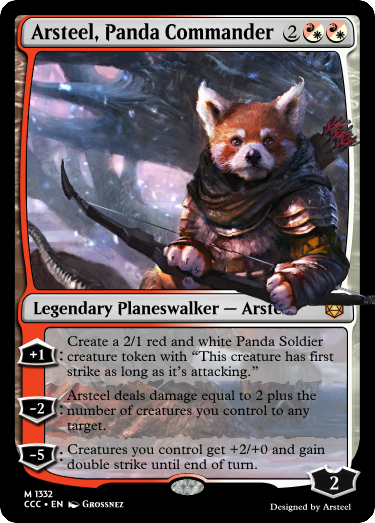 Arsteel, Panda Commander 2
Legendary Planeswalker — Arste
+1: Create a 2/1 red and white Panda Soldier
creature token with “This creature has first
strike as long as it’s attacking.”
-2: Arsteel deals damage equal to 2 plus the
number of creatures you control to any
target.
-5: Creatures you control get +2/+0 and gain
double strike until end of turn.
2
M 1332
CCC • EN Grossnez
Designed by Arsteel